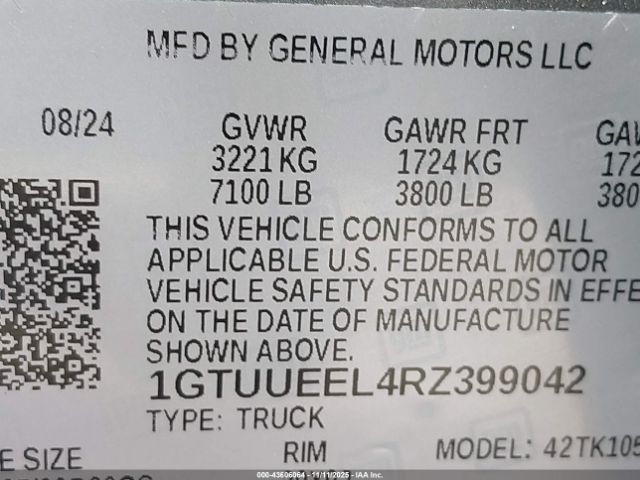 MFD BY GENERAL MOTORS LLC
08/24 GVWR GAWR FRT
3221 KG 1724 KG
7100 LB 3800 LB
THIS VEHICLE CONFORMS TO ALL
APPLICABLE U.S. FEDERAL MOTOR
VEHICLE SAFETY STANDARDS IN EFFE
ON THE DATE OF MANUFACTURE
SHOWN ABOVE.
1GTUUEEL4RZ399042
TYPE: TRUCK
E SIZE RIM MODEL: 42TK105
000-43606064 - 11/11/2025 - IAA Inc.